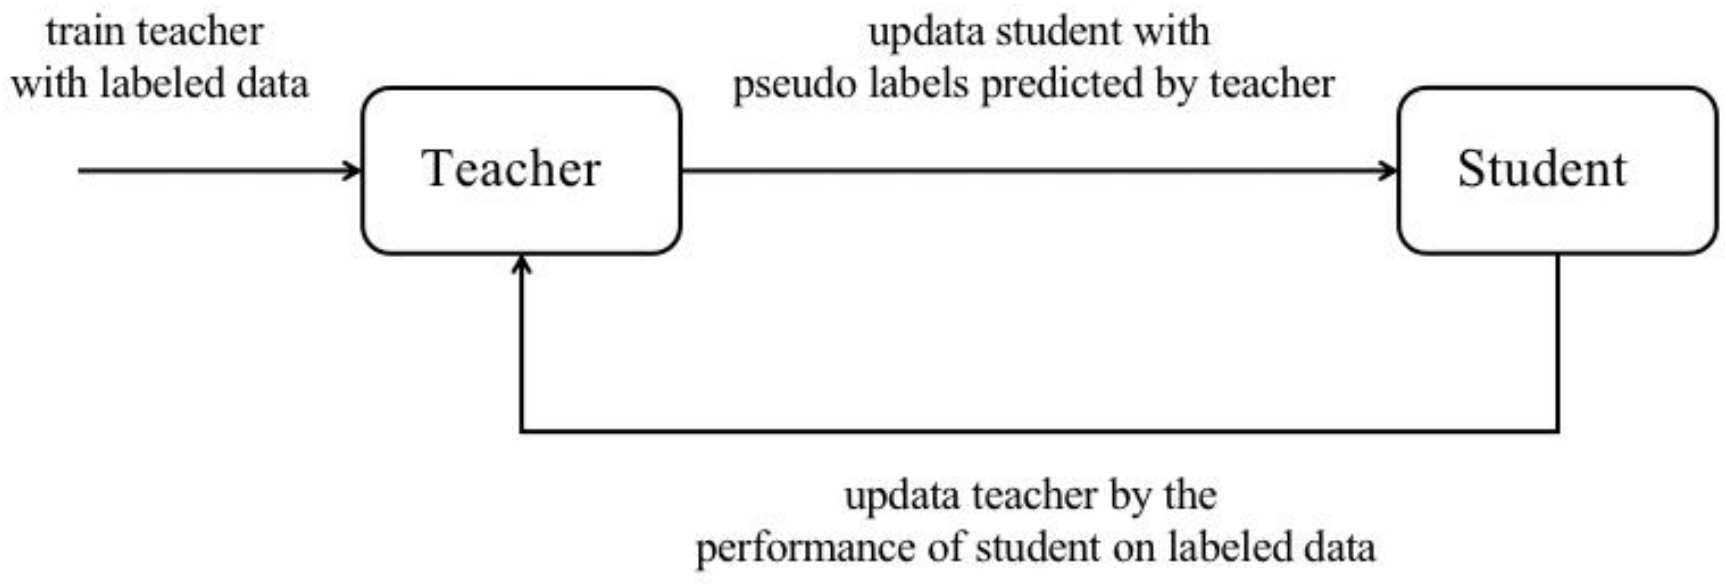 train teacher
with labeled data
updata student with
pseudo labels predicted by teacher
Teacher
Student
updata teacher by the
performance of student on labeled data